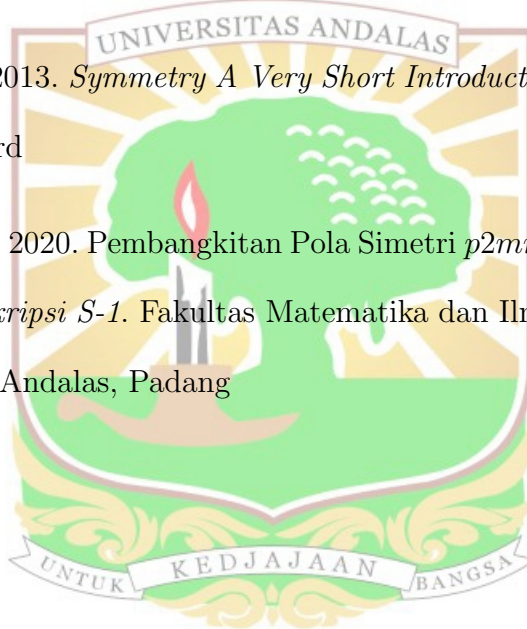 UNIVERSITAS ANDALAS
2013. Symmetry A Very Short Introduct
rd
2020. Pembangkitan Pola Simetri p2m
kripsi S-1. Fakultas Matematika dan Ilm
Andalas, Padang
UNTUK KEDJAJAAN BANGSA